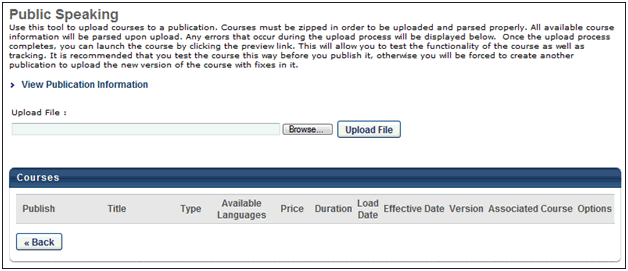 Public Speaking
Use this tool to upload courses to a publication. Courses must be zipped in order to be uploaded and parsed properly. All available course
information will be parsed upon upload. Any errors that occur during the upload process will be displayed below.  Once the upload process
completes, you can launch the course by clicking the preview link. This will allow you to test the functionality of the course as well as
tracking. It is recommended that you test the course this way before you publish it, otherwise you will be forced to create another
publication to upload the new version of the course with fixes in it.
› View Publication Information
Upload File :
Browse... Upload File
Courses
Publish Title Type Available Languages Price Duration Load Date Effective Date Version Associated Course Options
« Back